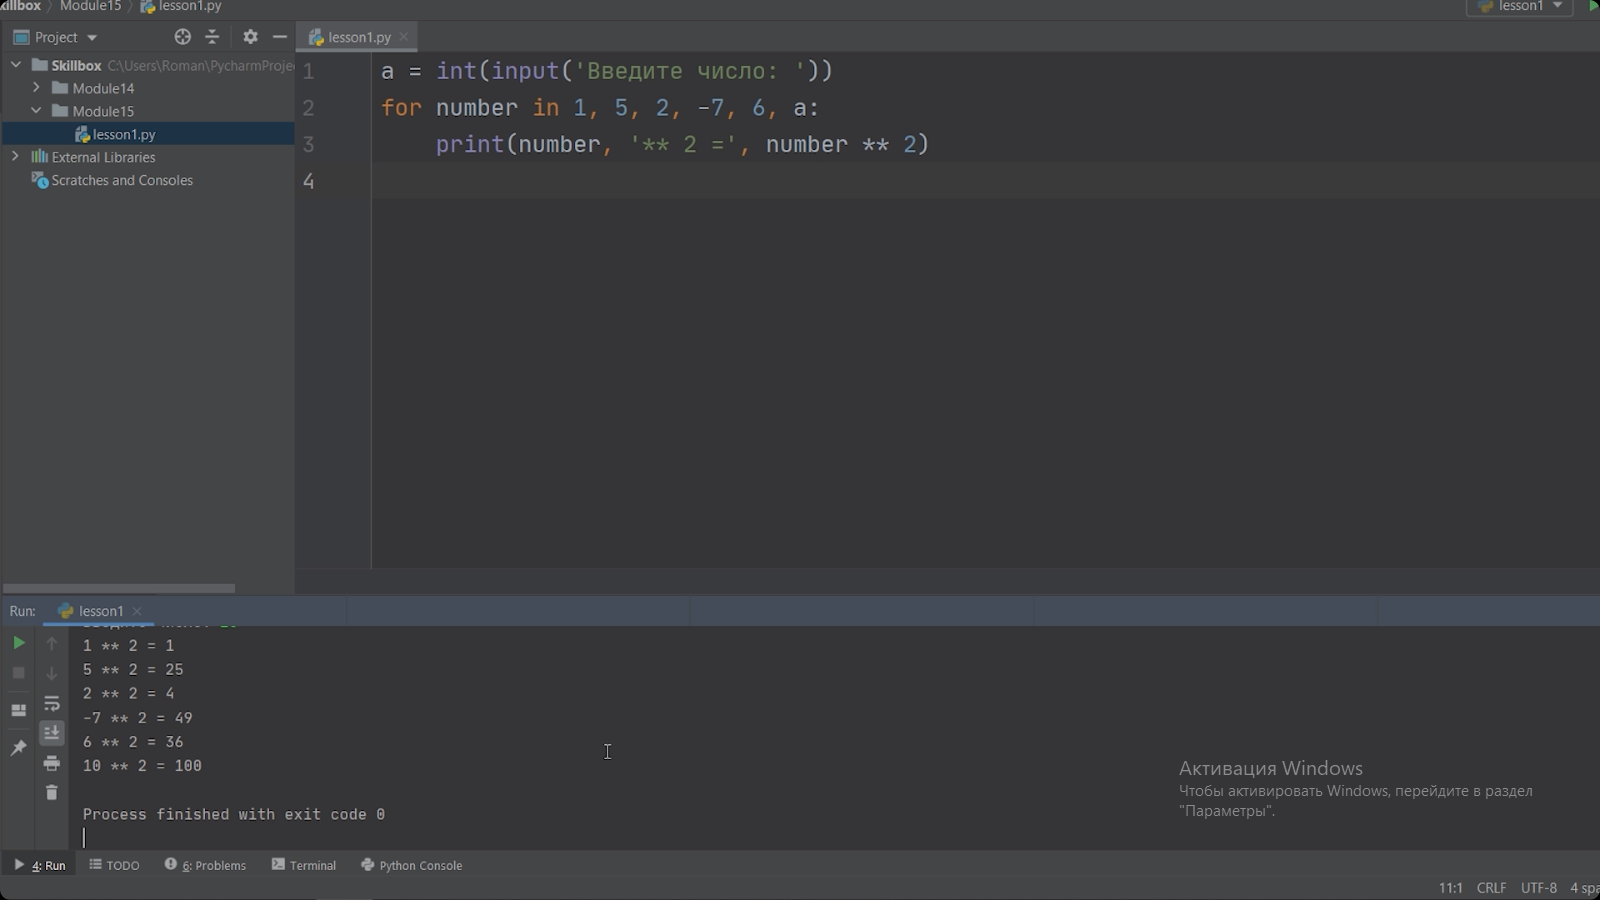 Module15 lesson1.py
lesson1
Project
lesson1.py
Skillbox C:\Users\Roman\PycharmProje
Module14
Module15
lesson1.py
External Libraries
Scratches and Consoles
1 a = int(input('Введите число: '))
2 for number in 1, 5, 2, -7, 6, a:
3 print(number, '** 2 =', number ** 2)
4
Run: lesson1
1 ** 2 = 1
5 ** 2 = 25
2 ** 2 = 4
-7 ** 2 = 49
6 ** 2 = 36
10 ** 2 = 100
Process finished with exit code 0
Активация Windows
Чтобы активировать Windows, перейдите в раздел
"Параметры".
4: Run TODO 6: Problems Terminal Python Console
11:1 CRLF UTF-8 4 spa